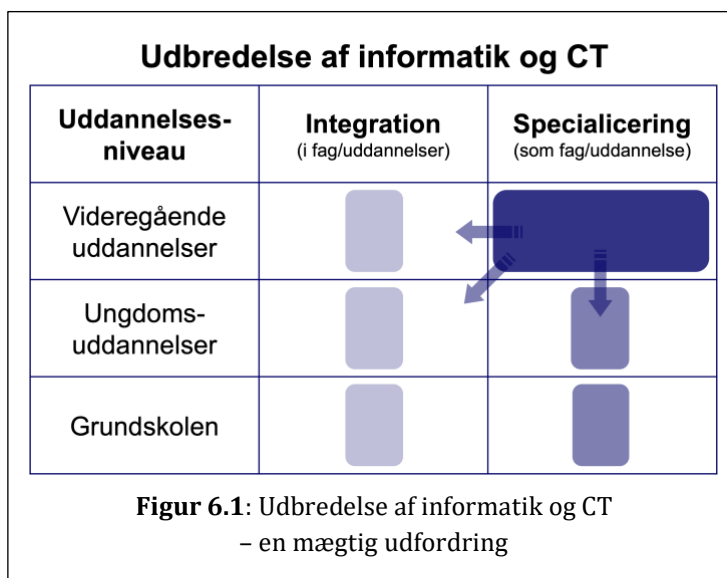 Udbredelse af informatik og CT
Uddannelses-
niveau
Integration
(i fag/uddannelser)
Specialicering
(som fag/uddannelse)
Videregående
uddannelser
Ungdoms-
uddannelser
Grundskolen
Figur 6.1: Udbredelse af informatik og CT
– en mægtig udfordring